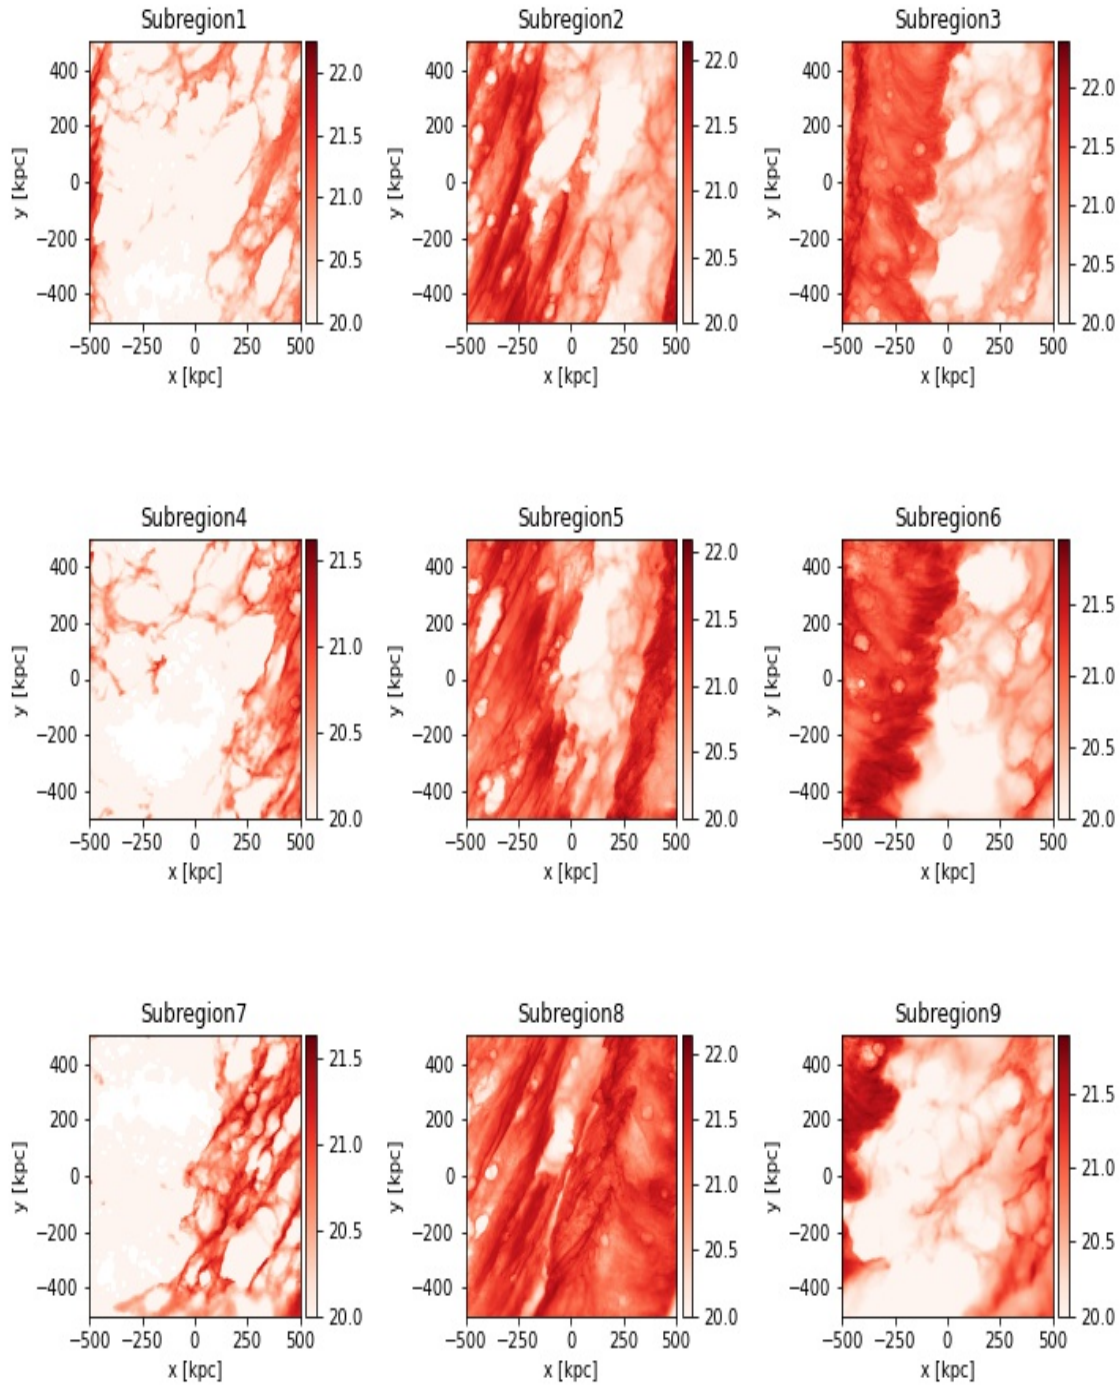 Subregion1 Subregion2 Subregion3
400 22.0 400 22.0 400 22.0
200 21.5 200 21.5 200 21.5
y [kpc] 0 21.0 y [kpc] 0 21.0 y [kpc] 0 21.0
−200 20.5 −200 20.5 −200 20.5
−400 20.0 −400 20.0 −400 20.0
−500 −250 0 250 500 −500 −250 0 250 500 −500 −250 0 250 500
x [kpc] x [kpc] x [kpc]
Subregion4 Subregion5 Subregion6
400 21.5 400 22.0 400 21.5
200 21.0 200 21.5 200 21.0
y [kpc] 0 20.5 y [kpc] 0 21.0 y [kpc] 0 20.5
−200 20.0 −200 20.5 −200 20.0
−400 −400 20.0 −400
−500 −250 0 250 500 −500 −250 0 250 500 −500 −250 0 250 500
x [kpc] x [kpc] x [kpc]
Subregion7 Subregion8 Subregion9
400 21.5 400 22.0 400 21.5
200 21.0 200 21.5 200 21.0
y [kpc] 0 20.5 y [kpc] 0 21.0 y [kpc] 0 20.5
−200 20.0 −200 20.5 −200 20.0
−400 −400 20.0 −400
−500 −250 0 250 500 −500 −250 0 250 500 −500 −250 0 250 500
x [kpc] x [kpc] x [kpc]